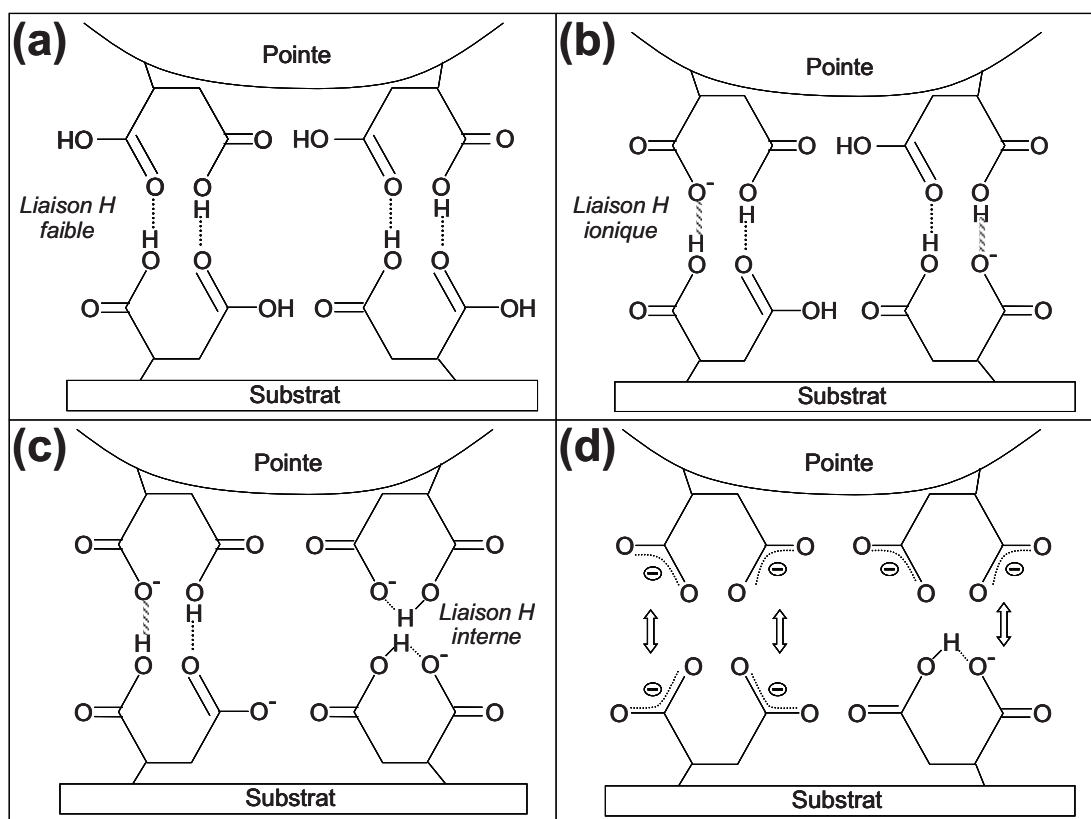 (a)
Pointe
HO O HO O
O O O O
Liaison H
faible
H H H H
O O O O
O OH O OH
Substrat
(b)
Pointe
O O HO O
O- O O O
Liaison H
ionique
H H H H
O O O O-
O OH O O
Substrat
(c)
Pointe
O O O O
O- O O- O
H
Liaison H
interne
H H H
O O O O-
O O- O O
Substrat
(d)
Pointe
O O O O
⊖ ⊖ ⊖ ⊖
O O O O
H
O O O O-
⊖ ⊖
O O O O
Substrat